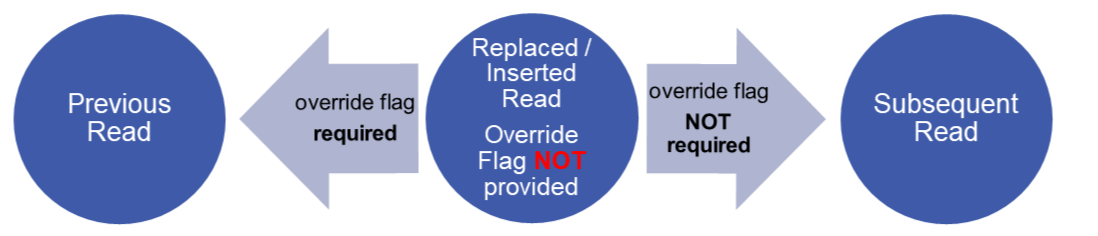 Previous
Read
override flag
required
Replaced /
Inserted
Read
Override
Flag NOT
provided
override flag
NOT
required
Subsequent
Read